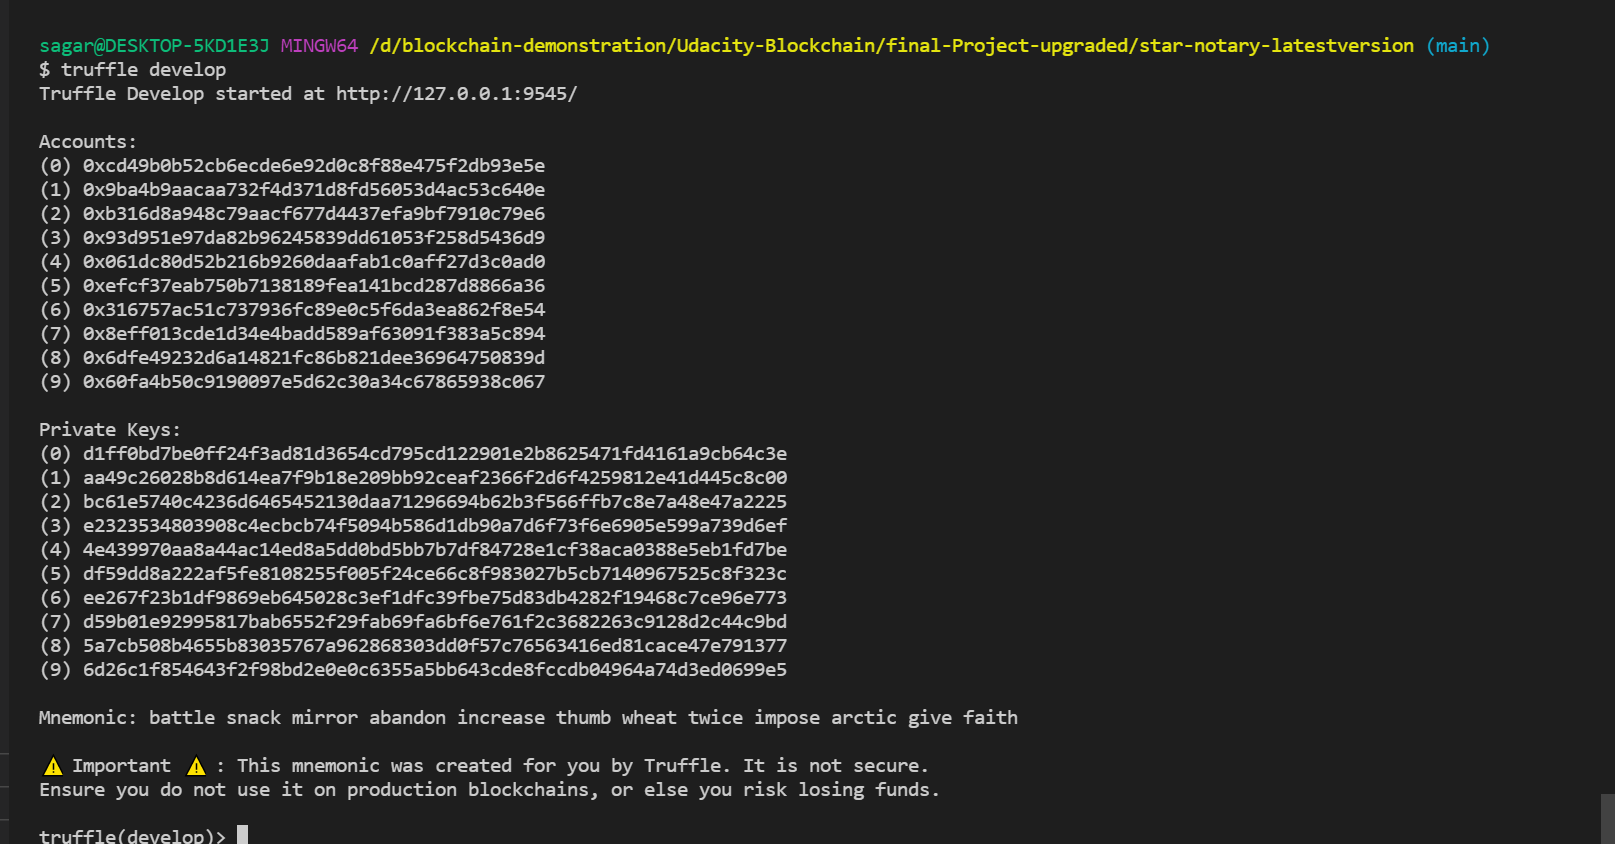 sagar@DESKTOP-5KD1E3J MINGW64 /d/blockchain-demonstration/Udacity-Blockchain/final-Project-upgraded/star-notary-latestversion (main)
$ truffle develop
Truffle Develop started at http://127.0.0.1:9545/
Accounts:
(0) 0xcd49b0b52cb6ecde6e92d0c8f88e475f2db93e5e
(1) 0x9ba4b9aacaa732f4d371d8fd56053d4ac53c640e
(2) 0xb316d8a948c79aacf677d4437efa9bf7910c79e6
(3) 0x93d951e97da82b96245839dd61053f258d5436d9
(4) 0x061dc80d52b216b9260daafab1c0aff27d3c0ad0
(5) 0xefcf37eab750b7138189fea141bcd287d8866a36
(6) 0x316757ac51c737936fc89e0c5f6da3ea862f8e54
(7) 0x8eff013cde1d34e4badd589af63091f383a5c894
(8) 0x6dfe49232d6a14821fc86b821dee36964750839d
(9) 0x60fa4b50c9190097e5d62c30a34c67865938c067
Private Keys:
(0) d1ff0bd7be0ff24f3ad81d3654cd795cd122901e2b8625471fd4161a9cb64c3e
(1) aa49c26028b8d614ea7f9b18e209bb92ceaf2366f2d6f4259812e41d445c8c00
(2) bc61e5740c4236d6465452130daa71296694b62b3f566ffb7c8e7a48e47a2225
(3) e2323534803908c4ecbcb74f5094b586d1db90a7d6f73f6e6905e599a739d6ef
(4) 4e439970aa8a44ac14ed8a5dd0bd5bb7b7df84728e1cf38aca0388e5eb1fd7be
(5) df59dd8a222af5fe8108255f005f24ce66c8f983027b5cb7140967525c8f323c
(6) ee267f23b1df9869eb645028c3ef1dfc39fbe75d83db4282f19468c7ce96e773
(7) d59b01e92995817bab6552f29fab69fa6bf6e761f2c3682263c9128d2c44c9bd
(8) 5a7cb508b4655b83035767a962868303dd0f57c76563416ed81cace47e791377
(9) 6d26c1f854643f2f98bd2e0e0c6355a5bb643cde8fccdb04964a74d3ed0699e5
Mnemonic: battle snack mirror abandon increase thumb wheat twice impose arctic give faith
⚠ Important ⚠ : This mnemonic was created for you by Truffle. It is not secure.
Ensure you do not use it on production blockchains, or else you risk losing funds.
truffle(develop)>